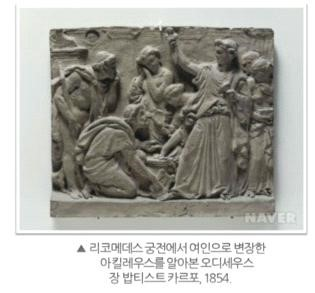 NAVER
▲ 리코메데스 궁전에서 여인으로 변장한
아킬레우스를 알아본 오디세우스
장 밥티스트 카르포, 1854.